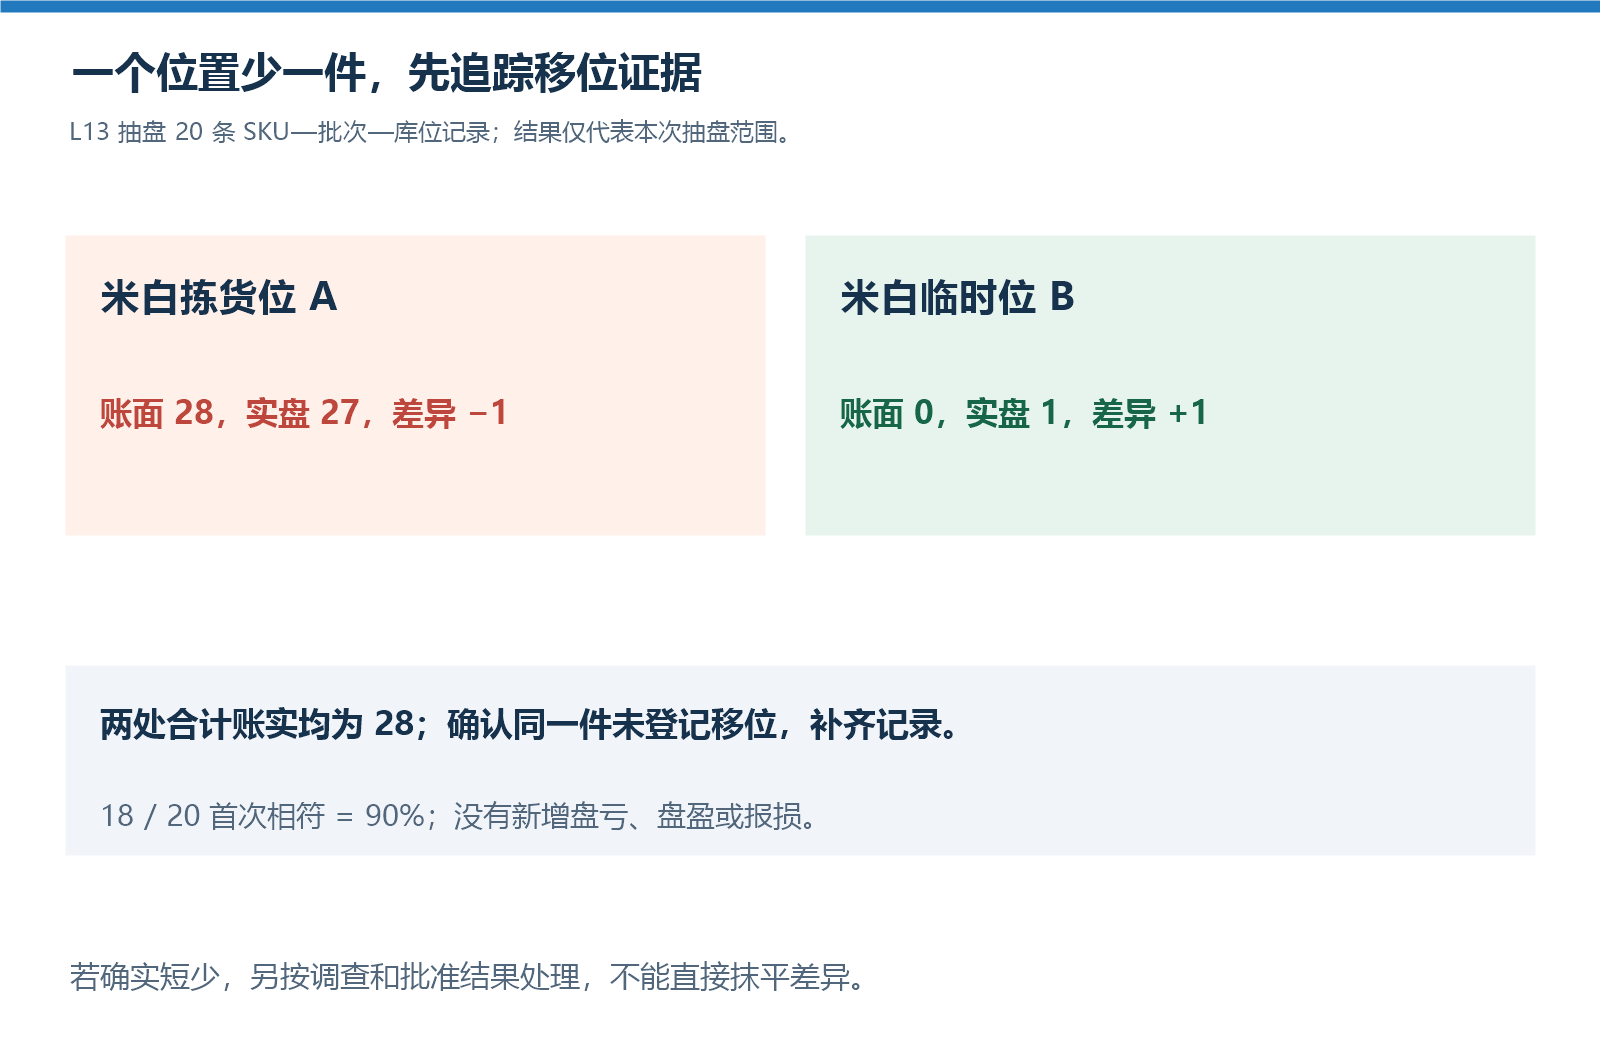 一个位置少一件，先追踪移位证据
L13 抽盘 20 条 SKU—批次—库位记录；结果仅代表本次抽盘范围。
米白拣货位 A
账面 28，实盘 27，差异 −1
米白临时位 B
账面 0，实盘 1，差异 +1
两处合计账实均为 28；确认同一件未登记移位，补齐记录。
18 / 20 首次相符 = 90%；没有新增盘亏、盘盈或报损。
若确实短少，另按调查和批准结果处理，不能直接抹平差异。